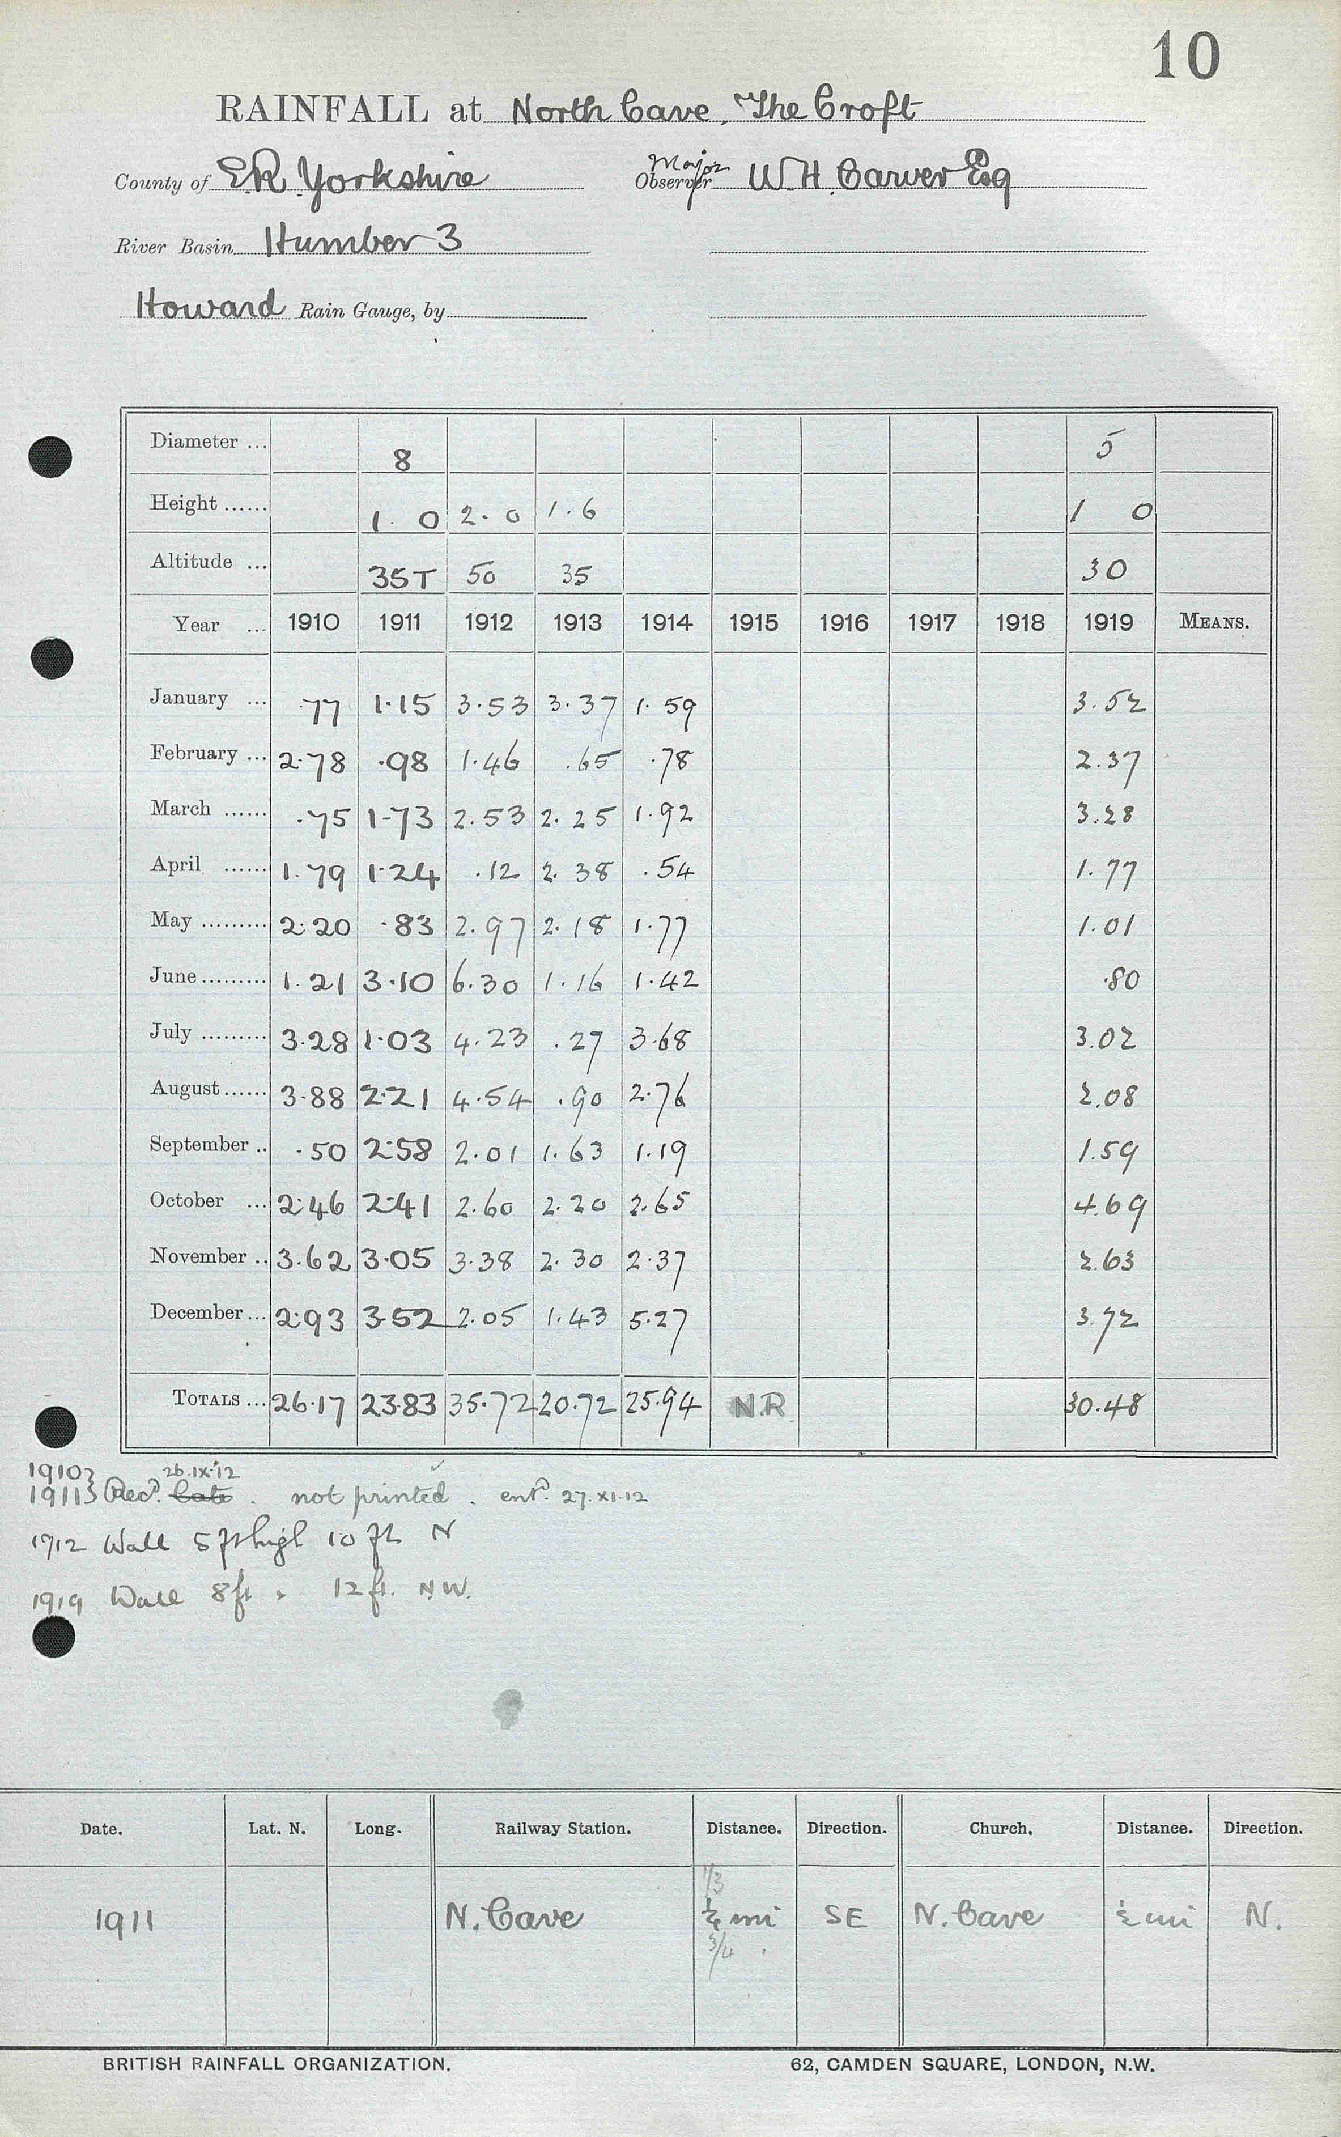 10
RAINFALL at North Cave, The Croft
County of ER Yorkshire Major Observer W H Carver Esq
River Basin Humber 3
Howard Rain Gauge, by
Diameter ... 8 5
Height ...... 1. 0 2. 0 1.6 1 0
Altitude ... 35T 50 35 30
Year ... 1910 1911 1912 1913 1914 1915 1916 1917 1918 1919 MEANS.
January ... .77 1.15 3.53 3.37 1.59 3.52
February ... 2.78 .98 1.46 .65 .78 2.37
March ...... .75 1.73 2.53 2.25 1.92 3.28
April ...... 1.79 1.24 .12 2.38 .54 1.77
May ......... 2.20 .83 2.97 2.18 1.77 1.01
June ......... 1.21 3.10 6.30 1.16 1.42 .80
July ......... 3.28 1.03 4.23 .27 3.68 3.02
August ...... 3.88 2.21 4.54 .90 2.76 2.08
September .. .50 2.58 2.01 1.63 1.19 1.59
October ... 2.46 2.41 2.60 2.20 2.65 4.69
November .. 3.62 3.05 3.38 2.30 2.37 2.63
December ... 2.93 3.52 2.05 1.43 5.27 3.72
TOTALS ... 26.17 23.83 35.72 20.72 25.94 N.R 30.48
1910} 26.IX.12
1911} Recd. Late. not printed. entd. 27.XI.12
1912 Wall 5 ft high 10 ft N
1919 Wall 8 ft " 12 ft. NW.
Date. Lat. N. Long. Railway Station. Distance. Direction. Church. Distance. Direction.
1/3
1911 N. Cave mi SE N. Cave ½ mi N.
3/4 .
BRITISH RAINFALL ORGANIZATION. 62, CAMDEN SQUARE, LONDON, N.W.